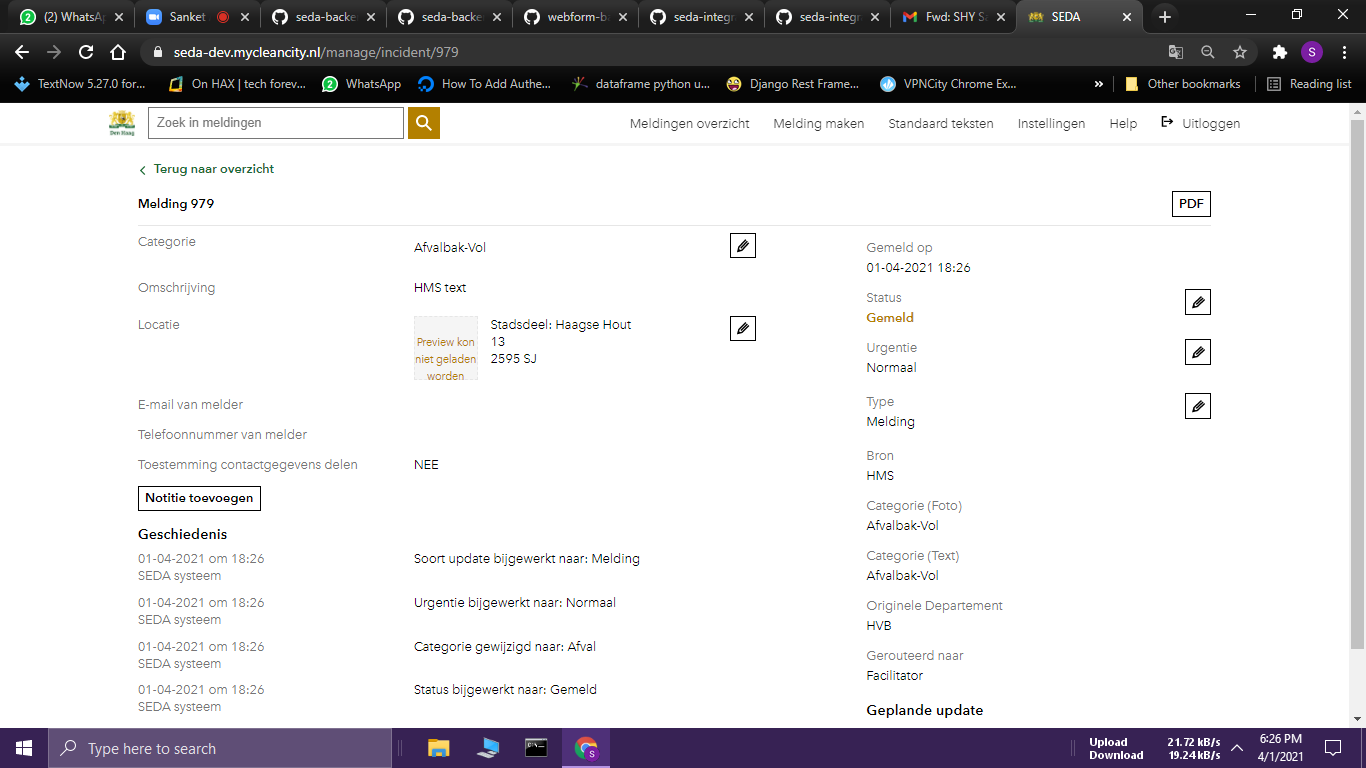 (2) WhatsA
Sanket
seda-backe
seda-backe
webform-ba
seda-integr
seda-integr
Fwd: SHY Sa
SEDA
seda-dev.mycleancity.nl/manage/incident/979
S
TextNow 5.27.0 for...
On HAX | tech forev...
WhatsApp
How To Add Authe...
dataframe python u...
Django Rest Frame...
VPNCity Chrome Ex...
»
Other bookmarks
Reading list
Den Haag
Zoek in meldingen
Meldingen overzicht
Melding maken
Standaard teksten
Instellingen
Help
Uitloggen
Terug naar overzicht
Melding 979
PDF
Categorie
Afvalbak-Vol
Omschrijving
HMS text
Locatie
Preview kon
niet geladen
worden
Stadsdeel: Haagse Hout
13
2595 SJ
E-mail van melder
Telefoonnummer van melder
Toestemming contactgegevens delen
NEE
Notitie toevoegen
Geschiedenis
01-04-2021 om 18:26
SEDA systeem
Soort update bijgewerkt naar: Melding
01-04-2021 om 18:26
SEDA systeem
Urgentie bijgewerkt naar: Normaal
01-04-2021 om 18:26
SEDA systeem
Categorie gewijzigd naar: Afval
01-04-2021 om 18:26
SEDA systeem
Status bijgewerkt naar: Gemeld
Gemeld op
01-04-2021 18:26
Status
Gemeld
Urgentie
Normaal
Type
Melding
Bron
HMS
Categorie (Foto)
Afvalbak-Vol
Categorie (Text)
Afvalbak-Vol
Originele Departement
HVB
Gerouteerd naar
Facilitator
Geplande update
Type here to search
Upload 21.72 kB/s
Download 19.24 kB/s
6:26 PM
4/1/2021